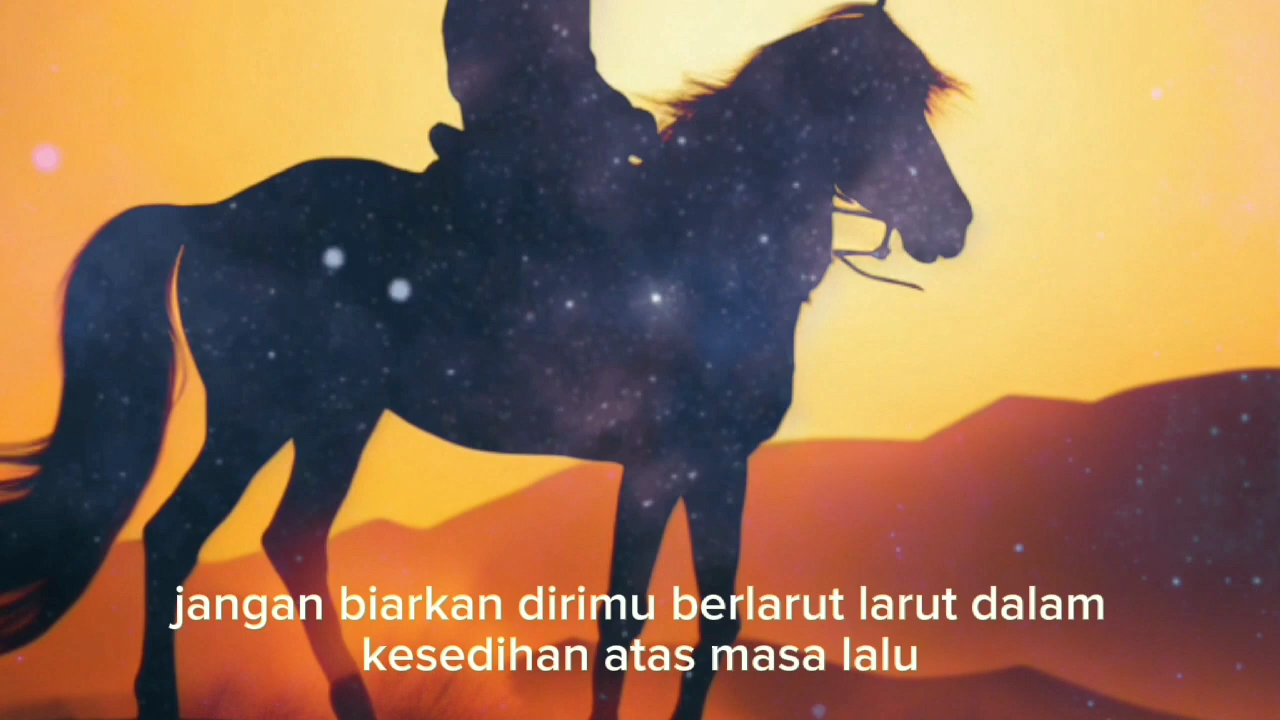 jangan biarkan dirimu berlarut larut dalam
kesedihan atas masa lalu